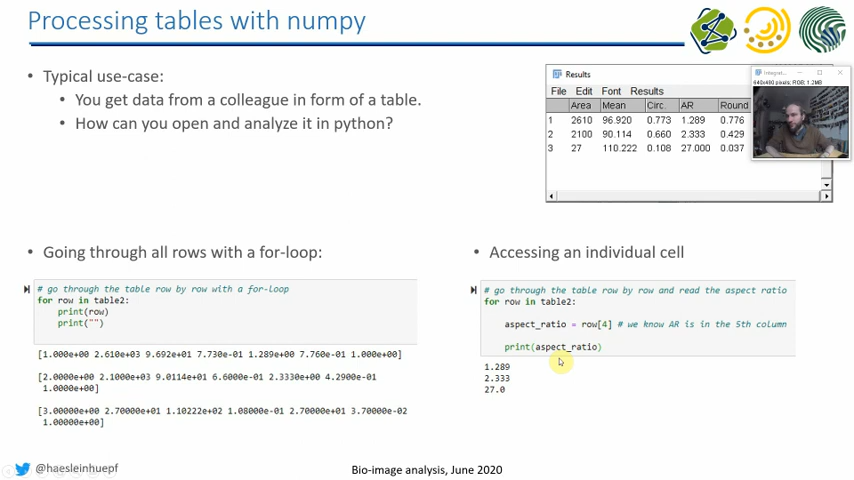 Processing tables with numpy
• Typical use-case:
• You get data from a colleague in form of a table.
• How can you open and analyze it in python?
Results
File Edit Font Results
Area Mean Circ. AR Round
1 2610 96.920 0.773 1.289 0.776
2 2100 90.114 0.660 2.333 0.429
3 27 110.222 0.108 27.000 0.037
Integrat...
640x480 pixels; RGB; 1.2MB
• Going through all rows with a for-loop:
# go through the table row by row with a for-loop
for row in table2:
print(row)
print("")
[1.000e+00 2.610e+03 9.692e+01 7.730e-01 1.289e+00 7.760e-01 1.000e+00]
[2.0000e+00 2.1000e+03 9.0114e+01 6.6000e-01 2.3330e+00 4.2900e-01
1.0000e+00]
[3.00000e+00 2.70000e+01 1.10222e+02 1.08000e-01 2.70000e+01 3.70000e-02
1.00000e+00]
• Accessing an individual cell
# go through the table row by row and read the aspect ratio
for row in table2:
aspect_ratio = row[4] # we know AR is in the 5th column
print(aspect_ratio)
1.289
2.333
27.0
@haesleinhuepf
Bio-image analysis, June 2020